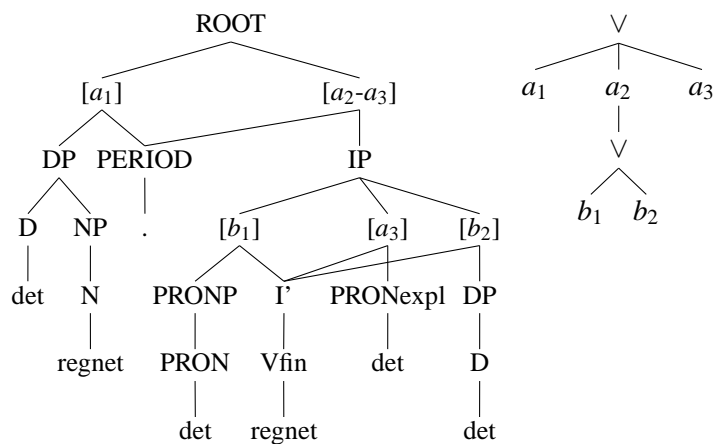 ROOT ∨
[a1] [a2-a3] a1 a2 a3
DP PERIOD IP ∨
D NP . [b1] [a3] [b2] b1 b2
det N PRONP I' PRONexpl DP
regnet PRON Vfin det D
det regnet det